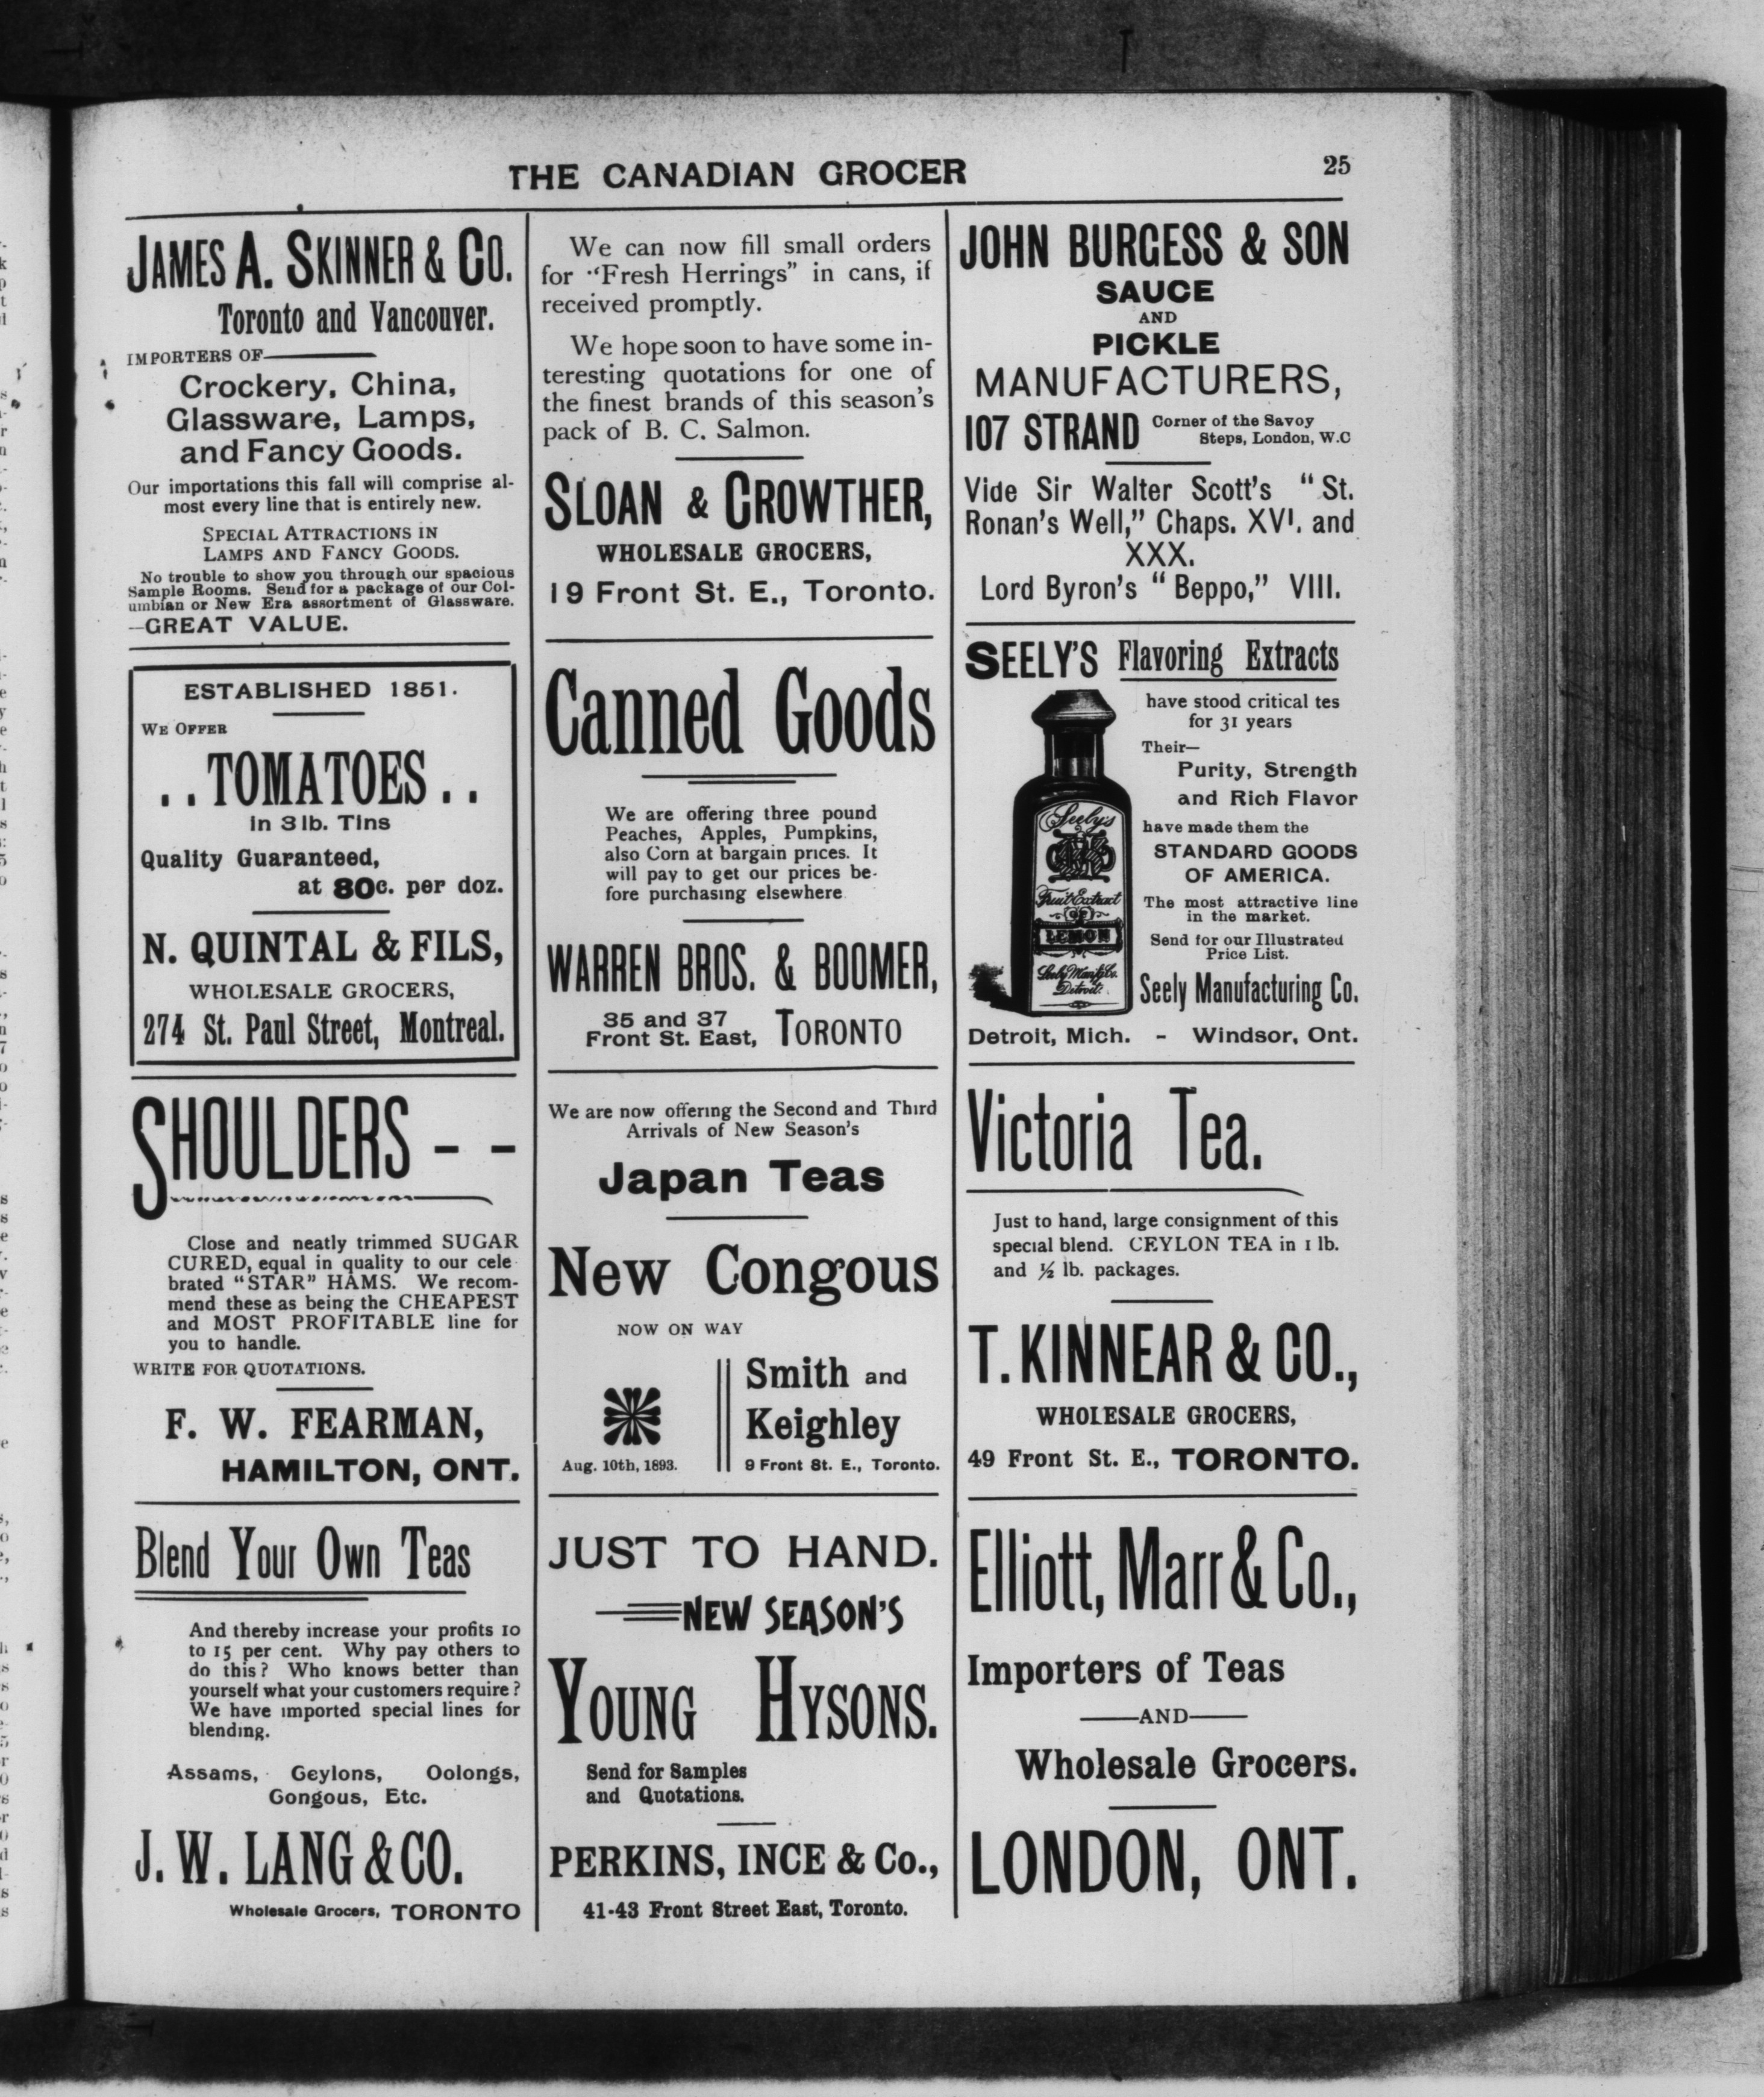 THE CANADIAN GROCER
25
JAMES A. SKINNER & CO.
Toronto and Vancouver.
IMPORTERS OF
Crockery, China,
Glassware, Lamps,
and Fancy Goods.
Our importations this fall will comprise al-
most every line that is entirely new.
SPECIAL ATTRACTIONS IN
LAMPS AND FANCY GOODS.
No trouble to show you through our spacious
Sample Rooms. Send for a package of our Col-
umbian or New Era assortment of Glassware.
—GREAT VALUE.
ESTABLISHED 1851.
WE OFFER
. . TOMATOES . .
in 3 lb. Tins
Quality Guaranteed,
at 80c. per doz.
N. QUINTAL & FILS,
WHOLESALE GROCERS,
274 St. Paul Street, Montreal.
SHOULDERS - -
Close and neatly trimmed SUGAR
CURED, equal in quality to our cele
brated "STAR" HAMS. We recom-
mend these as being the CHEAPEST
and MOST PROFITABLE line for
you to handle.
WRITE FOR QUOTATIONS.
F. W. FEARMAN,
HAMILTON, ONT.
Blend Your Own Teas
And thereby increase your profits 10
to 15 per cent. Why pay others to
do this? Who knows better than
yourself what your customers require?
We have imported special lines for
blending.
Assams, Ceylons, Oolongs,
Congous, Etc.
J. W. LANG & CO.
Wholesale Grocers, TORONTO
We can now fill small orders
for "Fresh Herrings" in cans, if
received promptly.
We hope soon to have some in-
teresting quotations for one of
the finest brands of this season's
pack of B. C. Salmon.
SLOAN & CROWTHER,
WHOLESALE GROCERS,
19 Front St. E., Toronto.
Canned Goods
We are offering three pound
Peaches, Apples, Pumpkins,
also Corn at bargain prices. It
will pay to get our prices be-
fore purchasing elsewhere
WARREN BROS. & BOOMER,
35 and 37
Front St. East, TORONTO
We are now offering the Second and Third
Arrivals of New Season's
Japan Teas
New Congous
NOW ON WAY
Smith and
Keighley
Aug. 10th, 1893.
9 Front St. E., Toronto.
JUST TO HAND.
NEW SEASON'S
YOUNG HYSONS.
Send for Samples
and Quotations.
PERKINS, INCE & Co.,
41-43 Front Street East, Toronto.
JOHN BURGESS & SON
SAUCE
AND
PICKLE
MANUFACTURERS,
107 STRAND Corner of the Savoy
Steps, London, W.C
Vide Sir Walter Scott's "St.
Ronan's Well," Chaps. XVI. and
XXX.
Lord Byron's "Beppo," VIII.
SEELY'S Flavoring Extracts
have stood critical tes
for 31 years
Their—
Purity, Strength
and Rich Flavor
have made them the
STANDARD GOODS
OF AMERICA.
The most attractive line
in the market.
Send for our Illustrated
Price List.
Seely Manufacturing Co.
Detroit, Mich. - Windsor, Ont.
Seely's
Fruit Extract
OF
LEMON
Seely Manf'g Co.
Detroit.
Victoria Tea.
Just to hand, large consignment of this
special blend. CEYLON TEA in 1 lb.
and ½ lb. packages.
T. KINNEAR & CO.,
WHOLESALE GROCERS,
49 Front St. E., TORONTO.
Elliott, Marr & Co.,
Importers of Teas
—AND—
Wholesale Grocers.
LONDON, ONT.